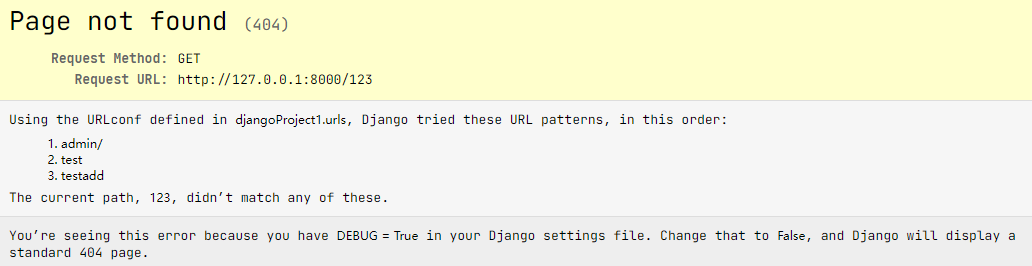 Page not found (404)
Request Method: GET
Request URL: http://127.0.0.1:8000/123
Using the URLconf defined in djangoProject1.urls, Django tried these URL patterns, in this order:
1. admin/
2. test
3. testadd
The current path, 123, didn’t match any of these.
You’re seeing this error because you have DEBUG = True in your Django settings file. Change that to False, and Django will display a
standard 404 page.